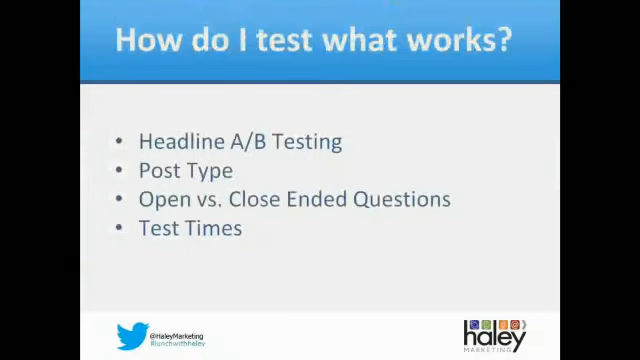 How do I test what works?
• Headline A/B Testing
• Post Type
• Open vs. Close Ended Questions
• Test Times
@HaleyMarketing
#lunchwithhaley
haley
MARKETING